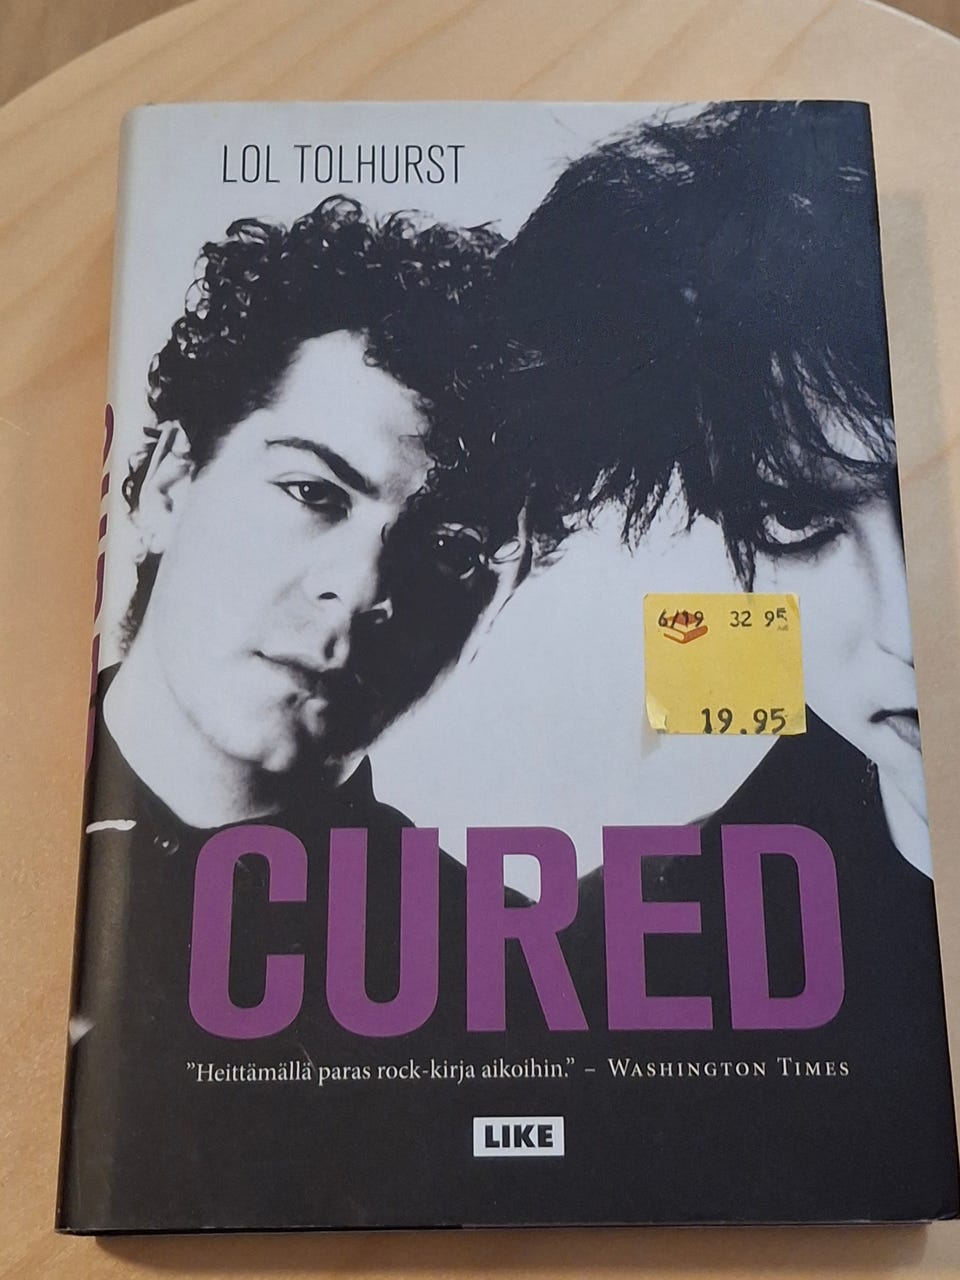 LOL TOLHURST
6/19 32 95
19.95
CURED
”Heittämällä paras rock-kirja aikoihin.” – WASHINGTON TIMES
LIKE